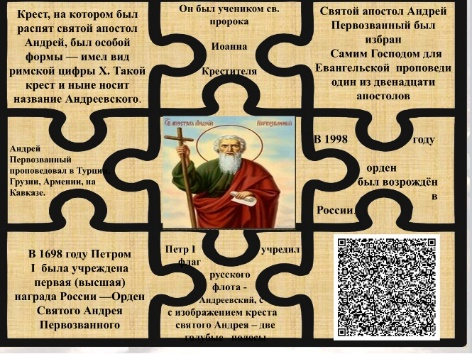 Крест, на котором был
распят святой апостол
Андрей, был особой
формы — имел вид
римской цифры Х. Такой
крест и ныне носит
название Андреевского.
Он был учеником св.
пророка
Иоанна
Крестителя
Святой апостол Андрей
Первозванный был
избран
Самим Господом для
Евангельской проповеди
один из двенадцати
апостолов
Андрей
Первозванный
проповедовал в Турции
Грузии, Армении, на
Кавказе.
В 1998 году
орден
был возрождён
в
России
В 1698 году Петром
I была учреждена
первая (высшая)
награда России —Орден
Святого Андрея
Первозванного
Петр I учредил
флаг
русского
флота -
Андреевский, с
с изображением креста
святого Андрея – две
голубые полосы